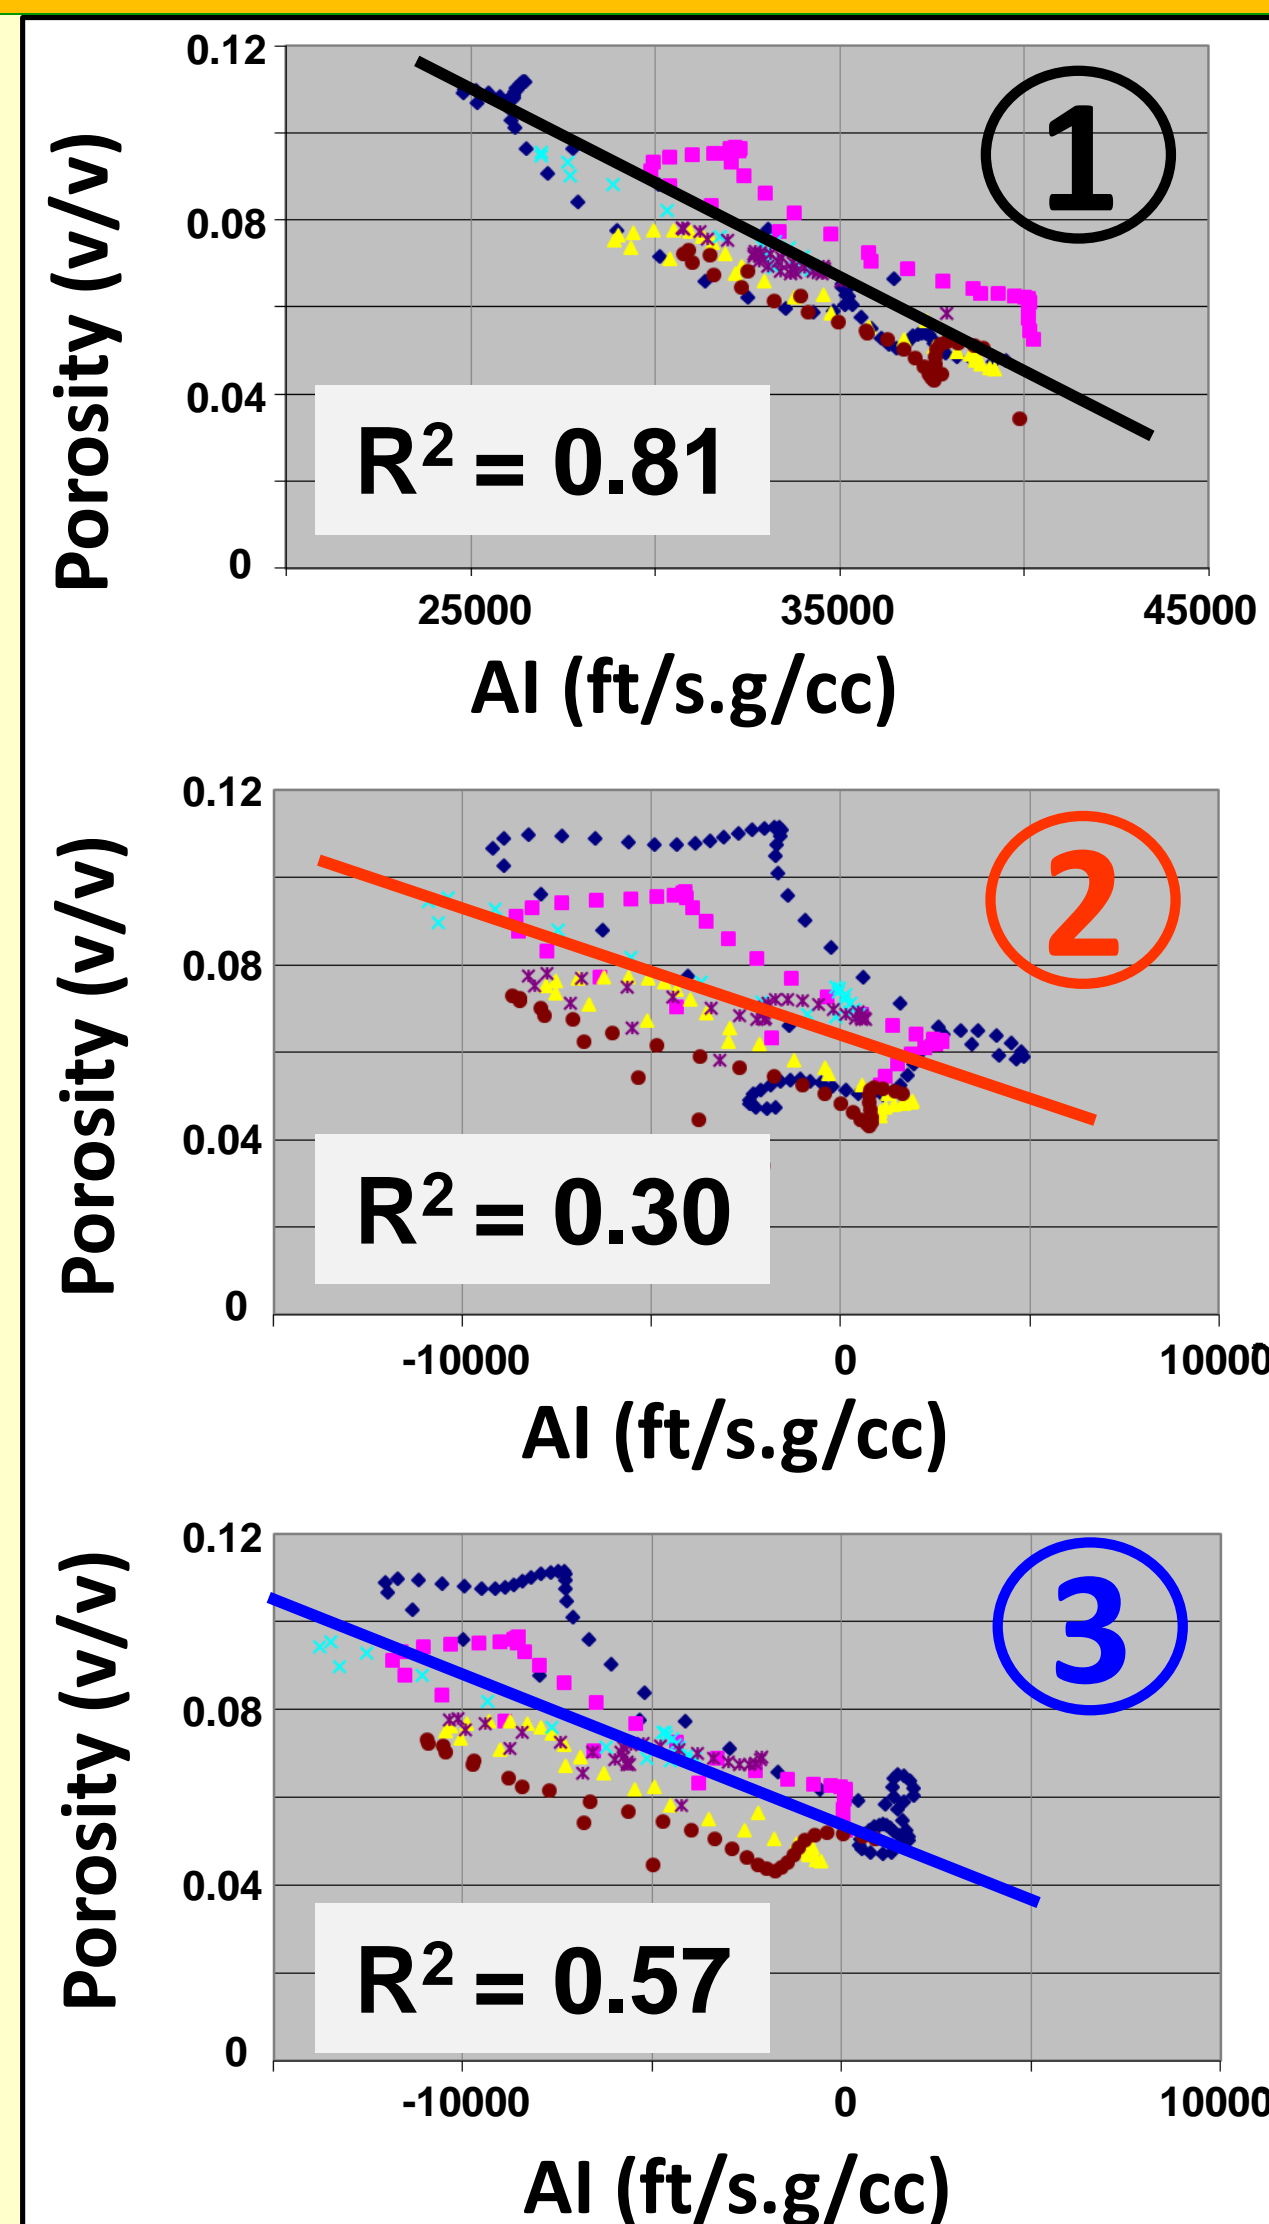 0.12
0.08
0.04
0
Porosity (v/v)
1
R² = 0.81
25000 35000 45000
AI (ft/s.g/cc)
0.12
0.08
0.04
0
Porosity (v/v)
2
R² = 0.30
-10000 0 10000
AI (ft/s.g/cc)
0.12
0.08
0.04
0
Porosity (v/v)
3
R² = 0.57
-10000 0 10000
AI (ft/s.g/cc)